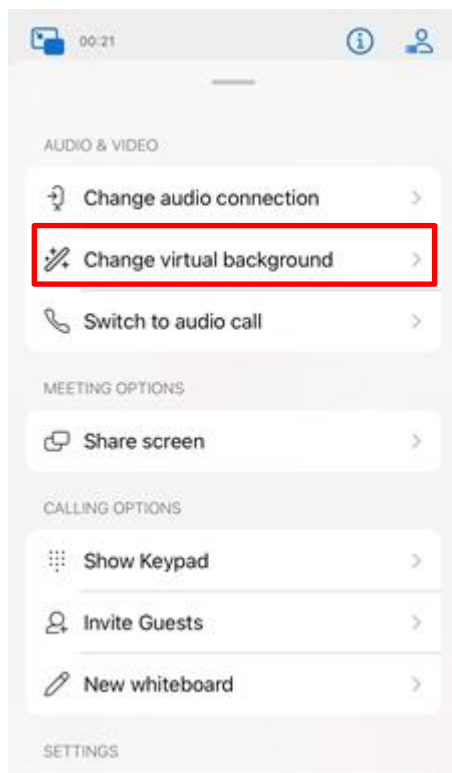 00:21
AUDIO & VIDEO
Change audio connection
Change virtual background
Switch to audio call
MEETING OPTIONS
Share screen
CALLING OPTIONS
Show Keypad
Invite Guests
New whiteboard
SETTINGS